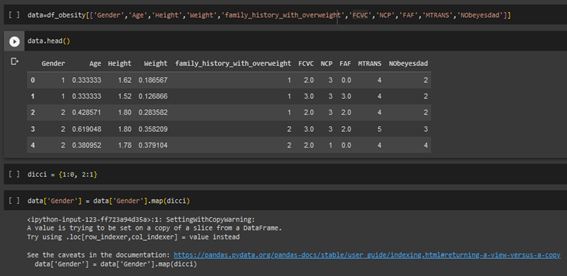 [ ] data=df_obesity[['Gender','Age','Height','Weight','family_history_with_overweight','FCVC','NCP','FAF','MTRANS','NObeyesdad']]
data.head()
Gender Age Height Weight family_history_with_overweight FCVC NCP FAF MTRANS NObeyesdad
0 1 0.333333 1.62 0.186567 1 2.0 3 0.0 4 2
1 1 0.333333 1.52 0.126866 1 3.0 3 3.0 4 2
2 2 0.428571 1.80 0.283582 1 2.0 3 2.0 4 2
3 2 0.619048 1.80 0.358209 2 3.0 3 2.0 5 3
4 2 0.380952 1.78 0.379104 2 2.0 1 0.0 4 4
[ ] dicci = {1:0, 2:1}
[ ] data['Gender'] = data['Gender'].map(dicci)
<ipython-input-123-ff723a94d35a>:1: SettingWithCopyWarning:
A value is trying to be set on a copy of a slice from a DataFrame.
Try using .loc[row_indexer,col_indexer] = value instead
See the caveats in the documentation: https://pandas.pydata.org/pandas-docs/stable/user_guide/indexing.html#returning-a-view-versus-a-copy
data['Gender'] = data['Gender'].map(dicci)